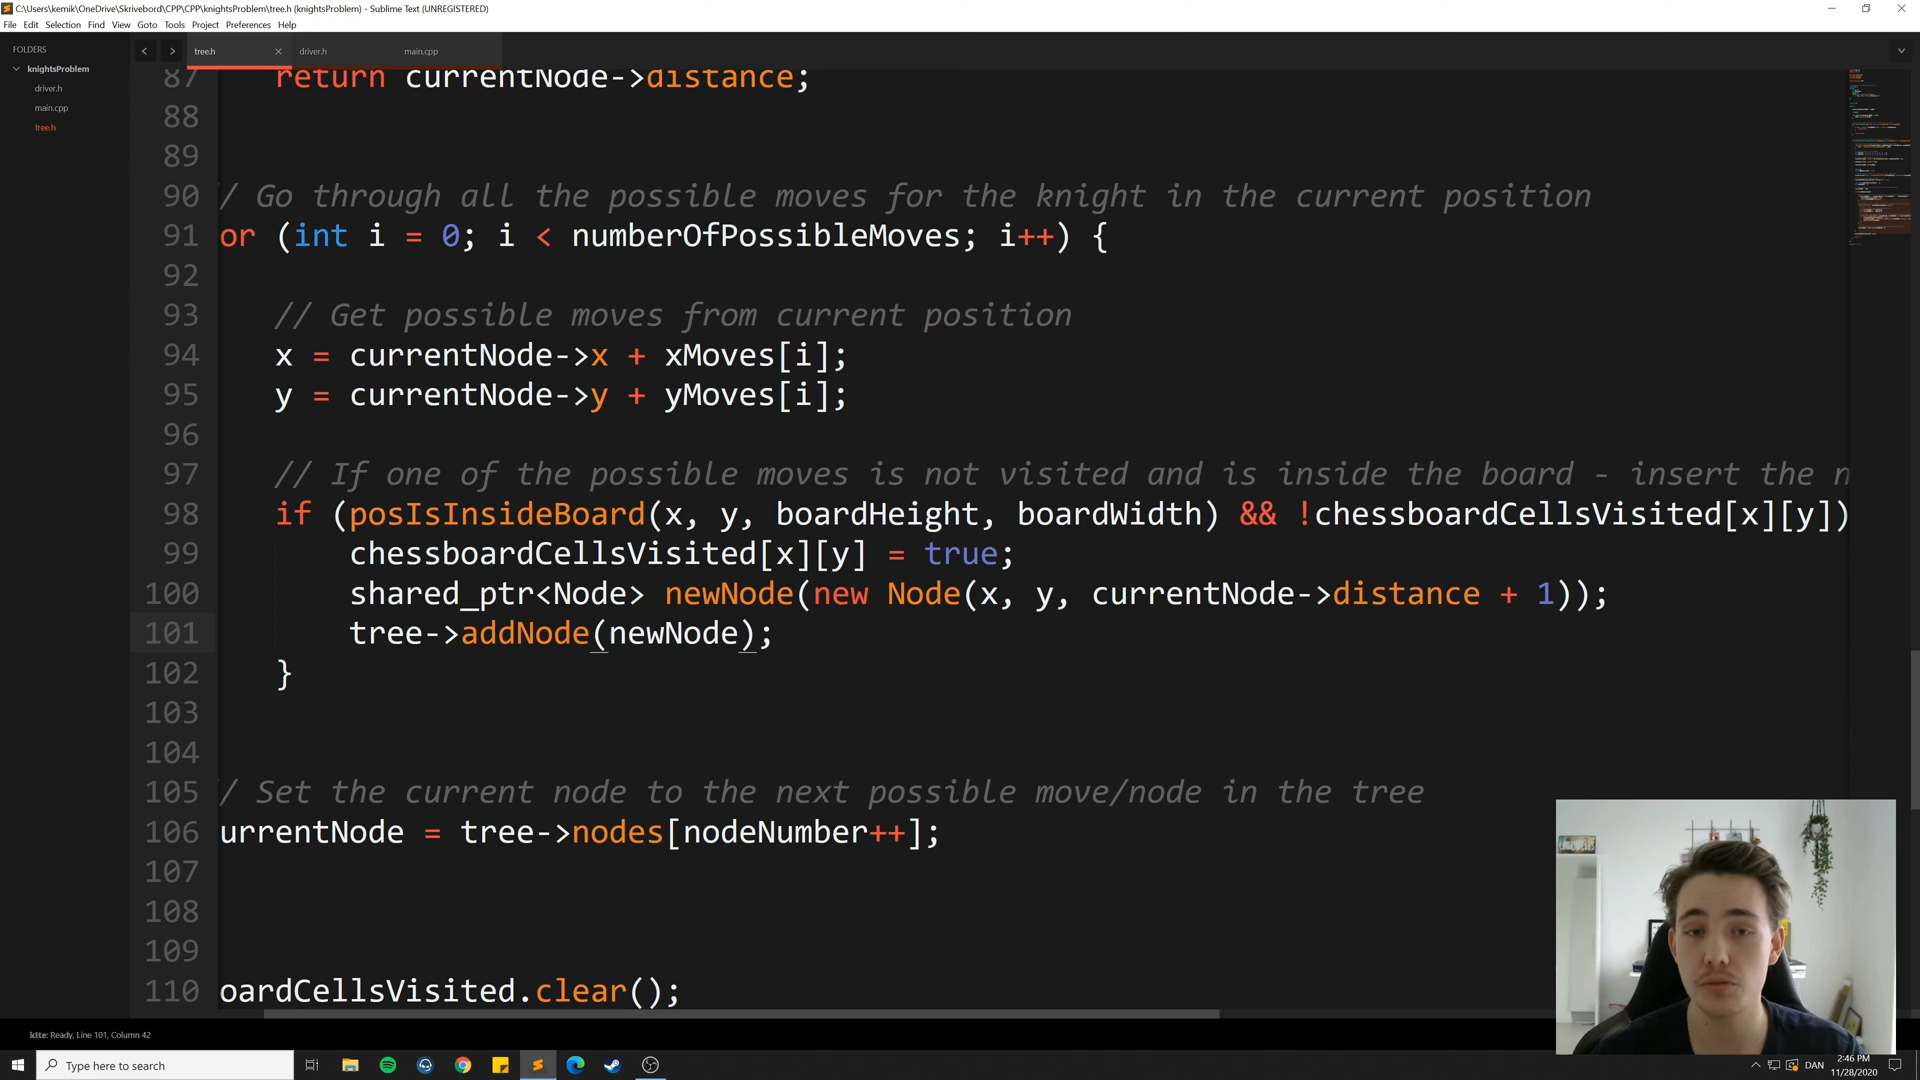 C:\Users\kemik\OneDrive\Skrivebord\CPP\CPP\knightsProblem\tree.h (knightsProblem) - Sublime Text (UNREGISTERED)
File Edit Selection Find View Goto Tools Project Preferences Help
FOLDERS
knightsProblem
driver.h
main.cpp
tree.h
tree.h driver.h main.cpp
87 return currentNode->distance;
88
89
90 / Go through all the possible moves for the knight in the current position
91 or (int i = 0; i < numberOfPossibleMoves; i++) {
92
93 // Get possible moves from current position
94 x = currentNode->x + xMoves[i];
95 y = currentNode->y + yMoves[i];
96
97 // If one of the possible moves is not visited and is inside the board - insert the n
98 if (posIsInsideBoard(x, y, boardHeight, boardWidth) && !chessboardCellsVisited[x][y])
99 chessboardCellsVisited[x][y] = true;
100 shared_ptr<Node> newNode(new Node(x, y, currentNode->distance + 1));
101 tree->addNode(newNode);
102 }
103
104
105 / Set the current node to the next possible move/node in the tree
106 urrentNode = tree->nodes[nodeNumber++];
107
108
109
110 oardCellsVisited.clear();
kite: Ready, Line 101, Column 42
Type here to search
DAN
2:46 PM
11/28/2020